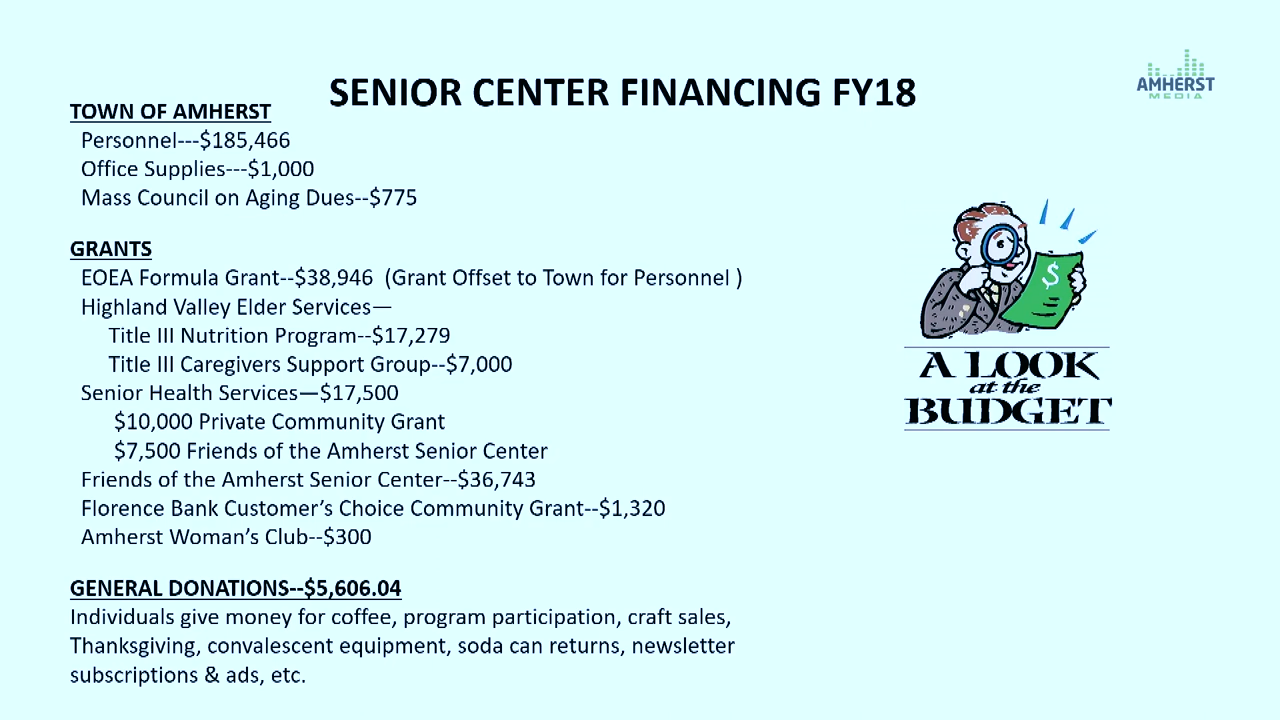 SENIOR CENTER FINANCING FY18
AMHERST
MEDIA
TOWN OF AMHERST
Personnel---$185,466
Office Supplies---$1,000
Mass Council on Aging Dues--$775
GRANTS
EOEA Formula Grant--$38,946 (Grant Offset to Town for Personnel )
Highland Valley Elder Services—
Title III Nutrition Program--$17,279
Title III Caregivers Support Group--$7,000
Senior Health Services—$17,500
$10,000 Private Community Grant
$7,500 Friends of the Amherst Senior Center
Friends of the Amherst Senior Center--$36,743
Florence Bank Customer’s Choice Community Grant--$1,320
Amherst Woman’s Club--$300
GENERAL DONATIONS--$5,606.04
Individuals give money for coffee, program participation, craft sales,
Thanksgiving, convalescent equipment, soda can returns, newsletter
subscriptions & ads, etc.
$
A LOOK
at the
BUDGET